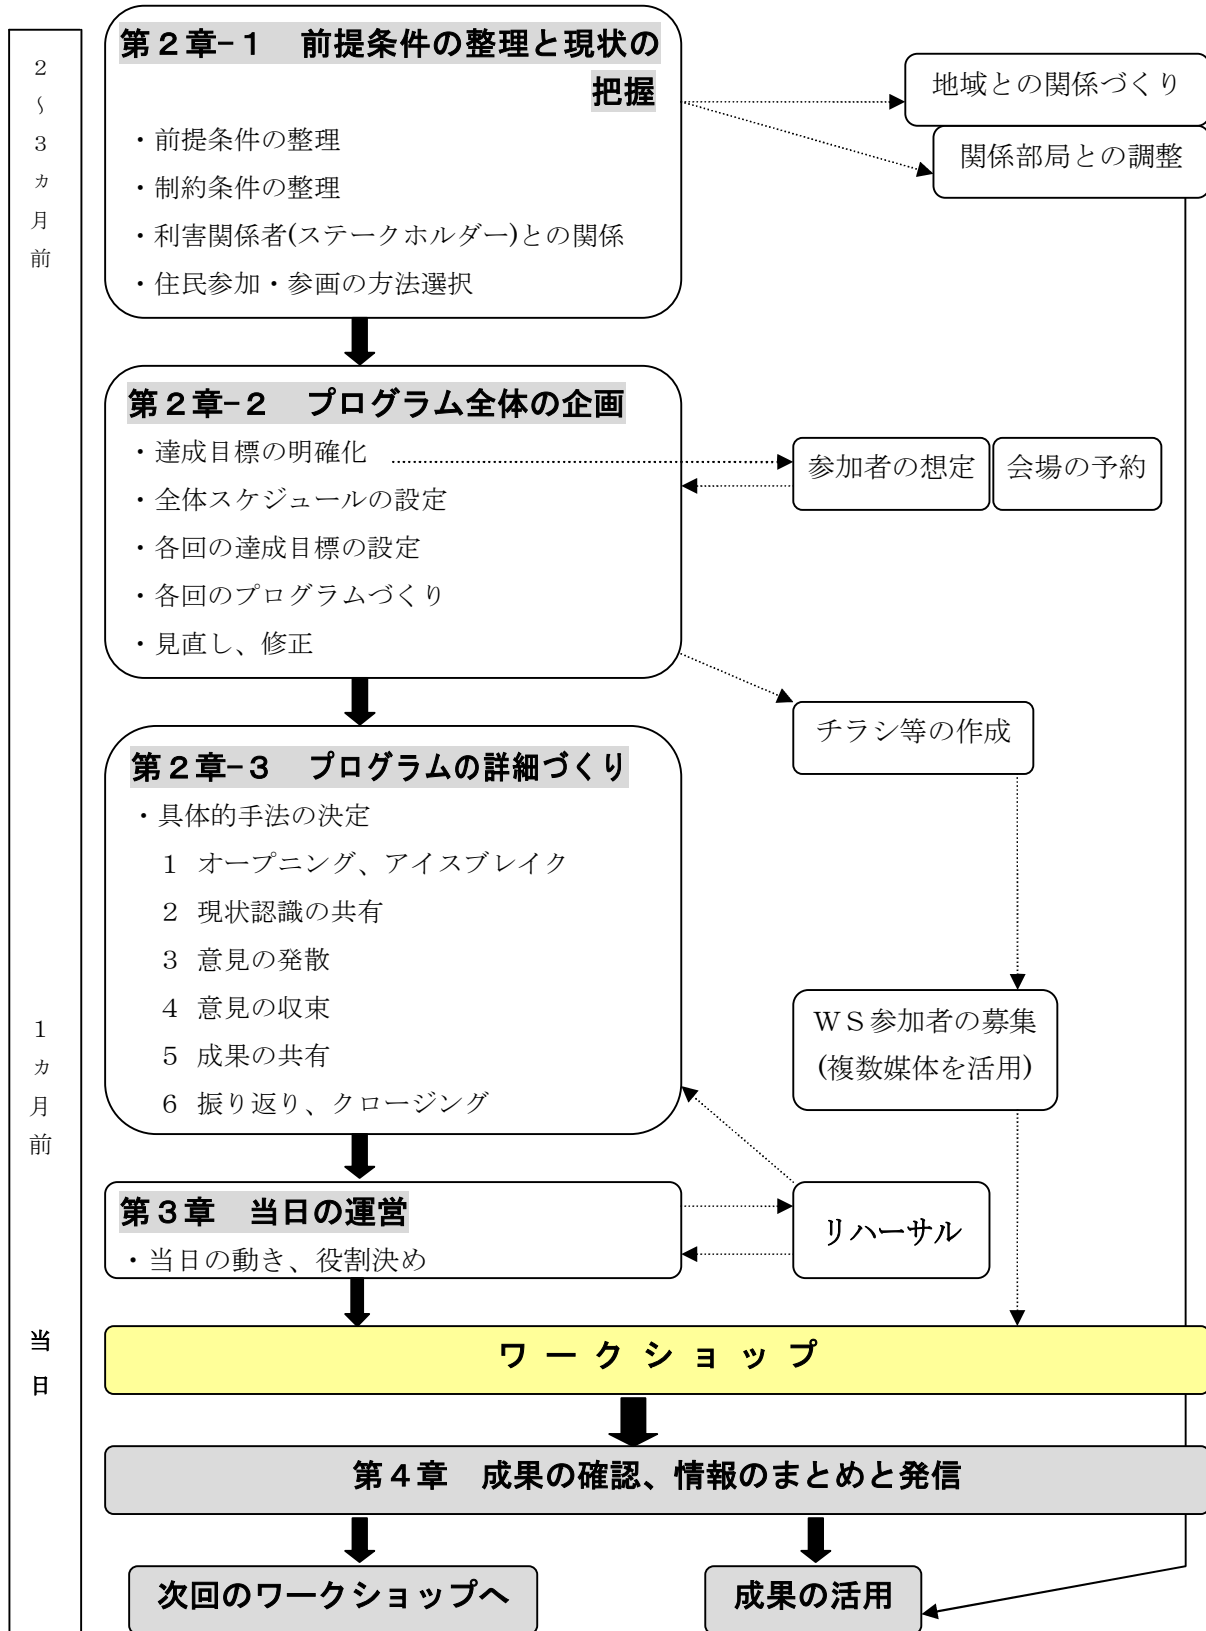 ２～３カ月前
第２章−１　前提条件の整理と現状の
把握
・前提条件の整理
・制約条件の整理
・利害関係者(ステークホルダー)との関係
・住民参加・参画の方法選択
地域との関係づくり
関係部局との調整
第２章−２　プログラム全体の企画
・達成目標の明確化
・全体スケジュールの設定
・各回の達成目標の設定
・各回のプログラムづくり
・見直し、修正
参加者の想定
会場の予約
チラシ等の作成
第２章−３　プログラムの詳細づくり
・具体的手法の決定
１ オープニング、アイスブレイク
２ 現状認識の共有
３ 意見の発散
４ 意見の収束
５ 成果の共有
６ 振り返り、クロージング
１カ月前
ＷＳ参加者の募集
(複数媒体を活用)
第３章　当日の運営
・当日の動き、役割決め
リハーサル
当日
ワークショップ
第４章　成果の確認、情報のまとめと発信
次回のワークショップへ
成果の活用